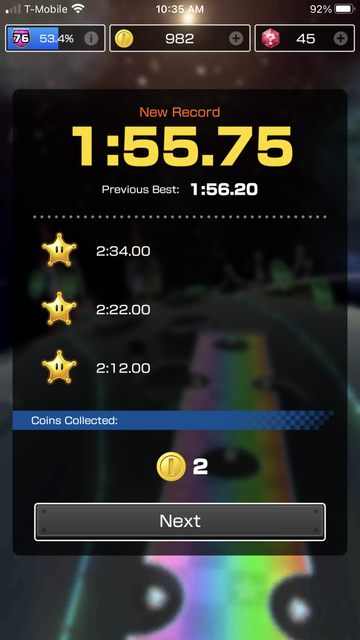 T-Mobile 10:35 AM 92%
76 53.4% i 982 + 45 +
New Record
1:55.75
Previous Best: 1:56.20
2:34.00
2:22.00
2:12.00
Coins Collected:
2
Next